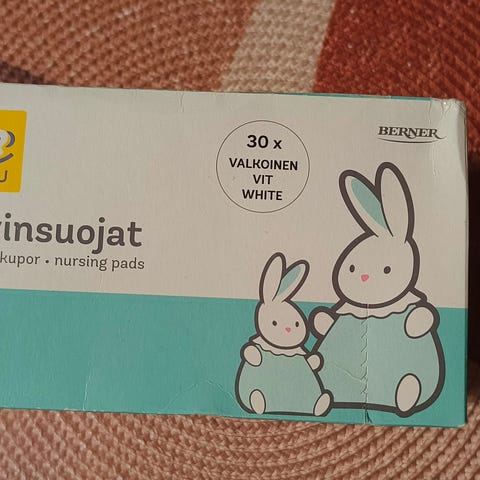 BERNER
30 x
VALKOINEN
VIT
WHITE
insuojat
kupor • nursing pads